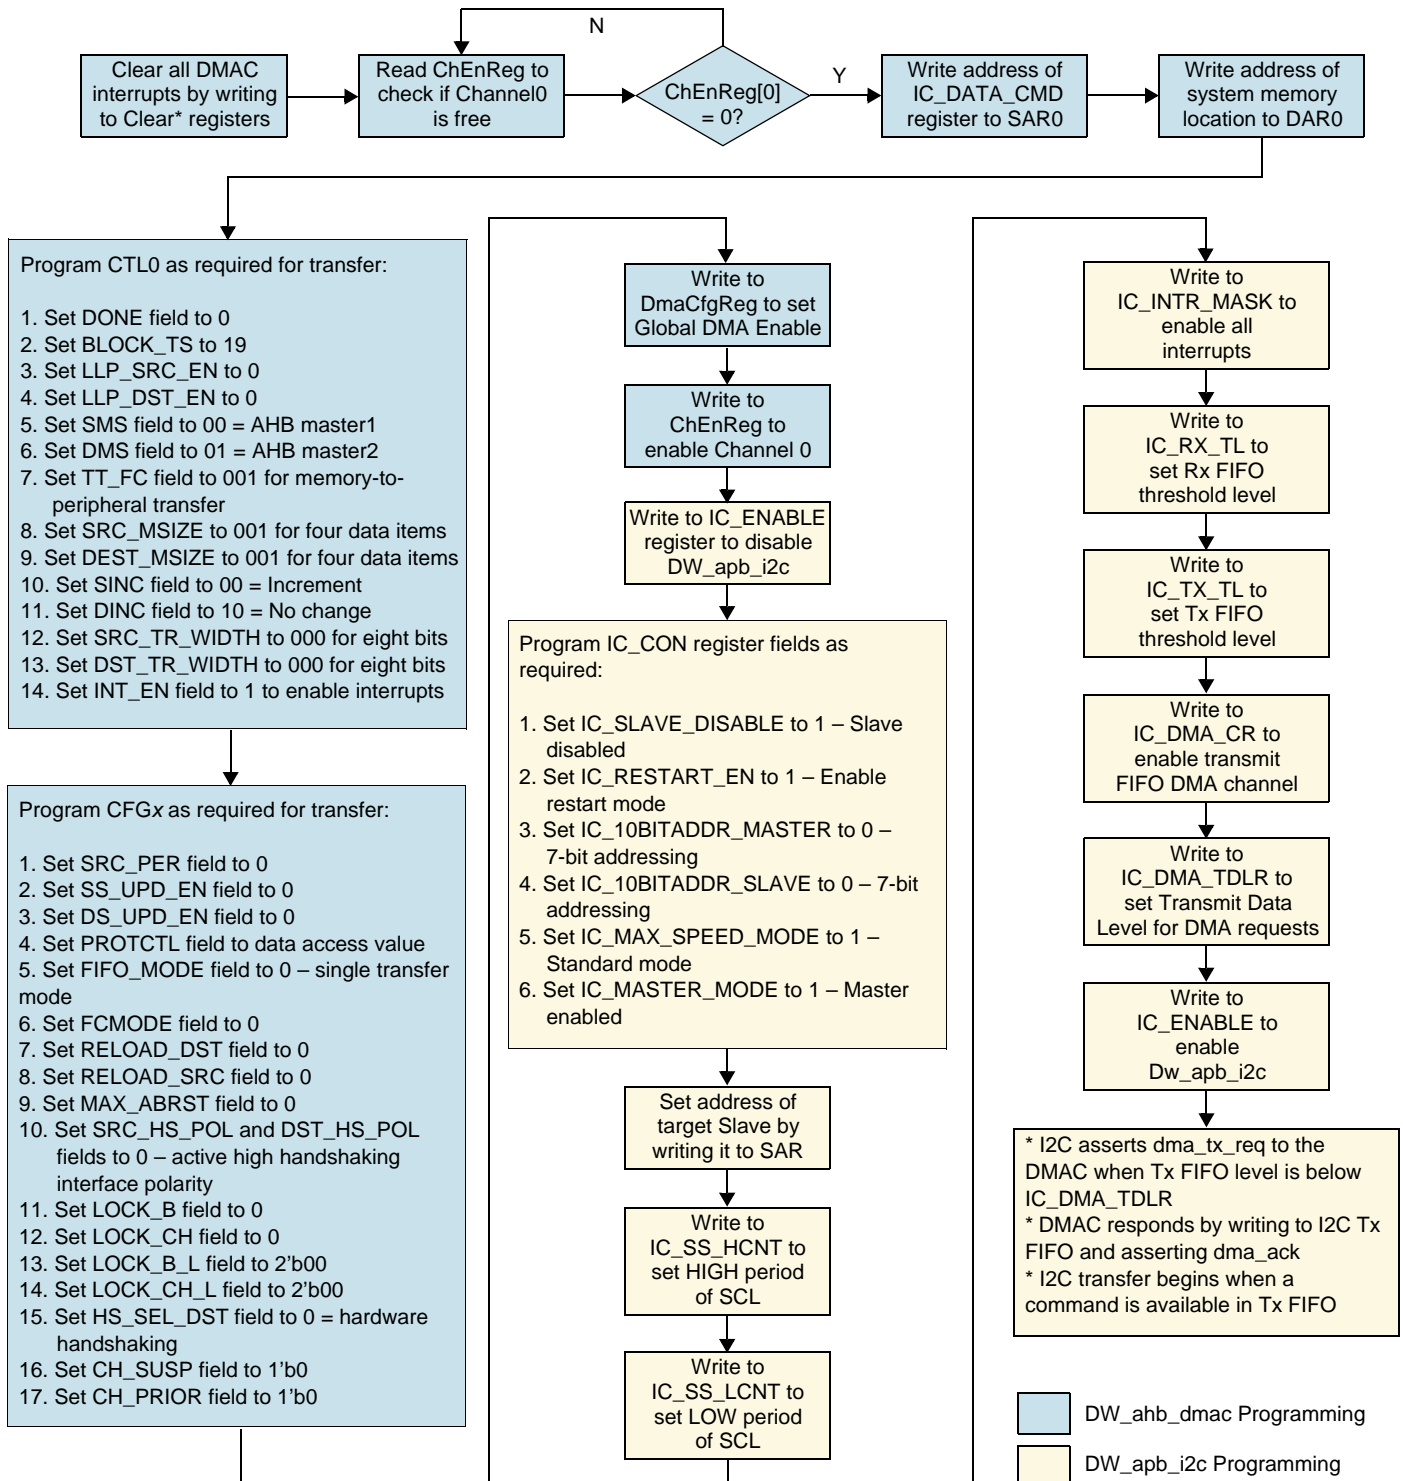 N
Clear all DMAC
interrupts by writing
to Clear* registers
Read ChEnReg to
check if Channel0
is free
ChEnReg[0]
= 0?
Y
Write address of
IC_DATA_CMD
register to SAR0
Write address of
system memory
location to DAR0
Program CTL0 as required for transfer:
1. Set DONE field to 0
2. Set BLOCK_TS to 19
3. Set LLP_SRC_EN to 0
4. Set LLP_DST_EN to 0
5. Set SMS field to 00 = AHB master1
6. Set DMS field to 01 = AHB master2
7. Set TT_FC field to 001 for memory-to-
peripheral transfer
8. Set SRC_MSIZE to 001 for four data items
9. Set DEST_MSIZE to 001 for four data items
10. Set SINC field to 00 = Increment
11. Set DINC field to 10 = No change
12. Set SRC_TR_WIDTH to 000 for eight bits
13. Set DST_TR_WIDTH to 000 for eight bits
14. Set INT_EN field to 1 to enable interrupts
Program CFGx as required for transfer:
1. Set SRC_PER field to 0
2. Set SS_UPD_EN field to 0
3. Set DS_UPD_EN field to 0
4. Set PROTCTL field to data access value
5. Set FIFO_MODE field to 0 – single transfer
mode
6. Set FCMODE field to 0
7. Set RELOAD_DST field to 0
8. Set RELOAD_SRC field to 0
9. Set MAX_ABRST field to 0
10. Set SRC_HS_POL and DST_HS_POL
fields to 0 – active high handshaking
interface polarity
11. Set LOCK_B field to 0
12. Set LOCK_CH field to 0
13. Set LOCK_B_L field to 2'b00
14. Set LOCK_CH_L field to 2'b00
15. Set HS_SEL_DST field to 0 = hardware
handshaking
16. Set CH_SUSP field to 1'b0
17. Set CH_PRIOR field to 1'b0
Write to
DmaCfgReg to set
Global DMA Enable
Write to
ChEnReg to
enable Channel 0
Write to IC_ENABLE
register to disable
DW_apb_i2c
Program IC_CON register fields as
required:
1. Set IC_SLAVE_DISABLE to 1 – Slave
disabled
2. Set IC_RESTART_EN to 1 – Enable
restart mode
3. Set IC_10BITADDR_MASTER to 0 –
7-bit addressing
4. Set IC_10BITADDR_SLAVE to 0 – 7-bit
addressing
5. Set IC_MAX_SPEED_MODE to 1 –
Standard mode
6. Set IC_MASTER_MODE to 1 – Master
enabled
Set address of
target Slave by
writing it to SAR
Write to
IC_SS_HCNT to
set HIGH period
of SCL
Write to
IC_SS_LCNT to
set LOW period
of SCL
Write to
IC_INTR_MASK to
enable all
interrupts
Write to
IC_RX_TL to
set Rx FIFO
threshold level
Write to
IC_TX_TL to
set Tx FIFO
threshold level
Write to
IC_DMA_CR to
enable transmit
FIFO DMA channel
Write to
IC_DMA_TDLR to
set Transmit Data
Level for DMA requests
Write to
IC_ENABLE to
enable
Dw_apb_i2c
* I2C asserts dma_tx_req to the
DMAC when Tx FIFO level is below
IC_DMA_TDLR
* DMAC responds by writing to I2C Tx
FIFO and asserting dma_ack
* I2C transfer begins when a
command is available in Tx FIFO
DW_ahb_dmac Programming
DW_apb_i2c Programming